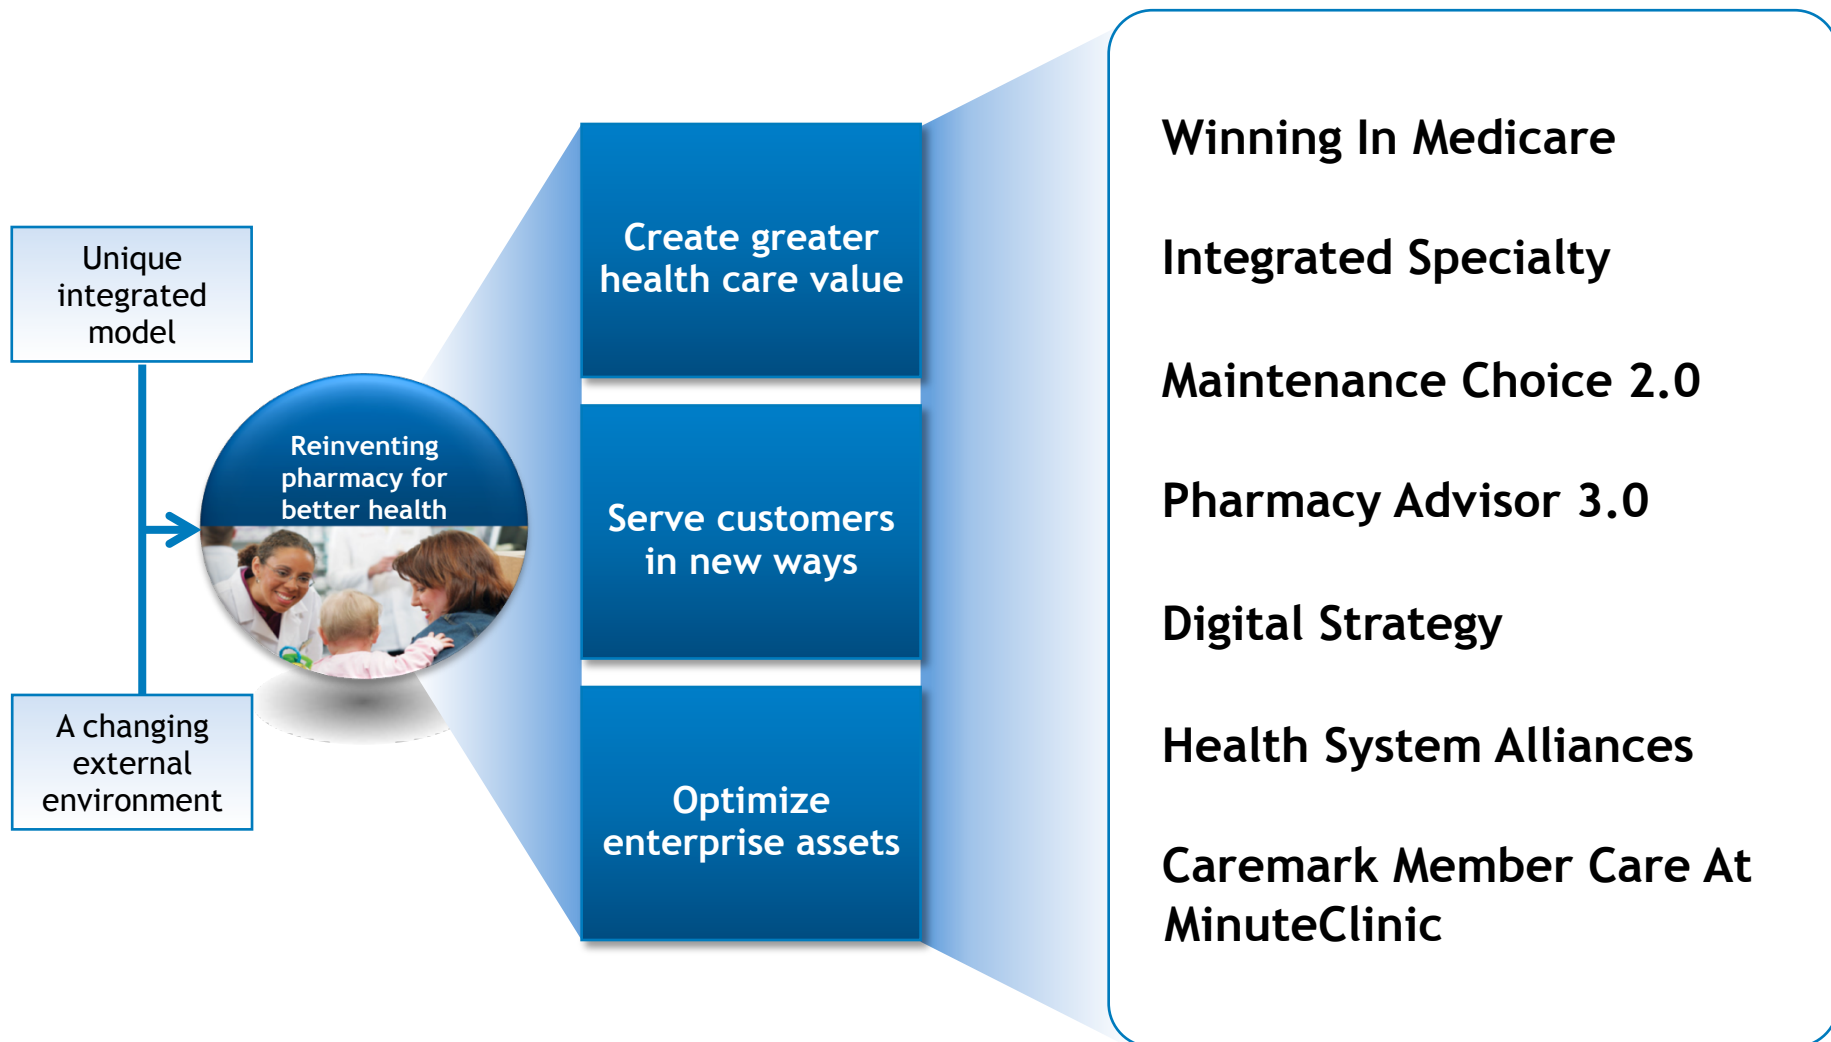 Unique
integrated
model
A changing
external
environment
Reinventing
pharmacy for
better health
Create greater
health care value
Serve customers
in new ways
Optimize
enterprise assets
Winning In Medicare
Integrated Specialty
Maintenance Choice 2.0
Pharmacy Advisor 3.0
Digital Strategy
Health System Alliances
Caremark Member Care At
MinuteClinic